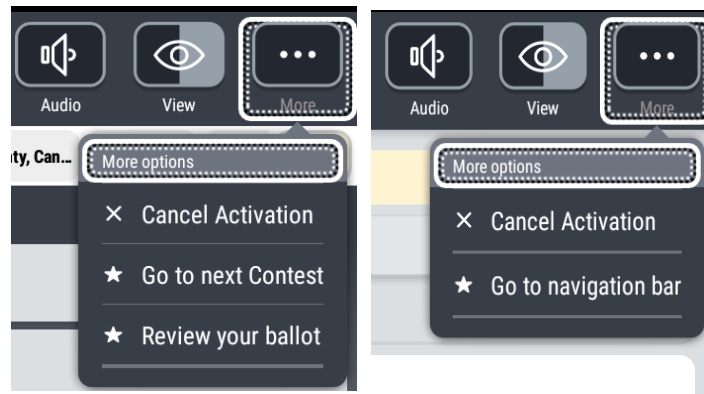 Audio
View
More
ty, Can...
More options
Cancel Activation
Go to next Contest
Review your ballot
Audio
View
More
More options
Cancel Activation
Go to navigation bar